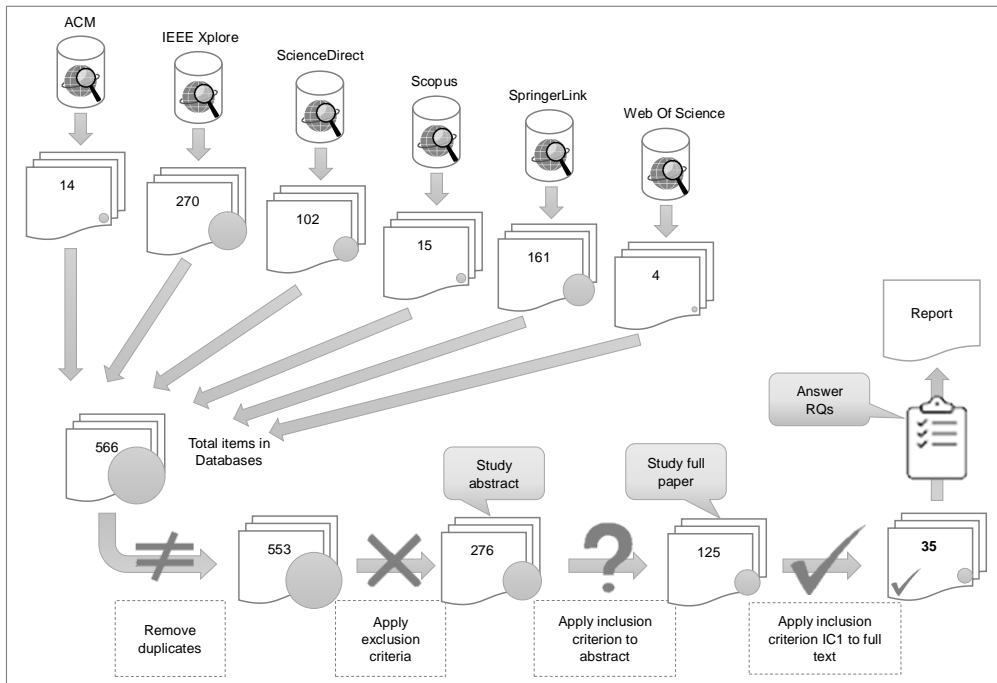 ACM
IEEE Xplore
ScienceDirect
Scopus
SpringerLink
Web Of Science
14
270
102
15
161
4
Report
Answer
RQs
566
Total items in
Databases
Study
abstract
Study full
paper
553
276
125
35
Remove
duplicates
Apply
exclusion
criteria
Apply inclusion
criterion to
abstract
Apply inclusion
criterion IC1 to full
text